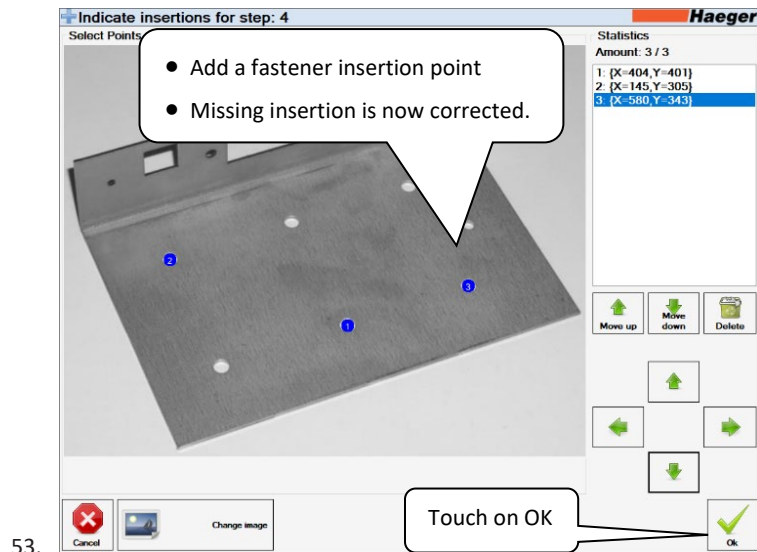 Indicate insertions for step: 4
Haeger
Select Points
• Add a fastener insertion point
• Missing insertion is now corrected.
Statistics
Amount: 3 / 3
1: {X=404,Y=401}
2: {X=145,Y=305}
3: {X=580,Y=343}
2
3
1
Move up
Move down
Delete
Touch on OK
Cancel
Change image
Ok
53.